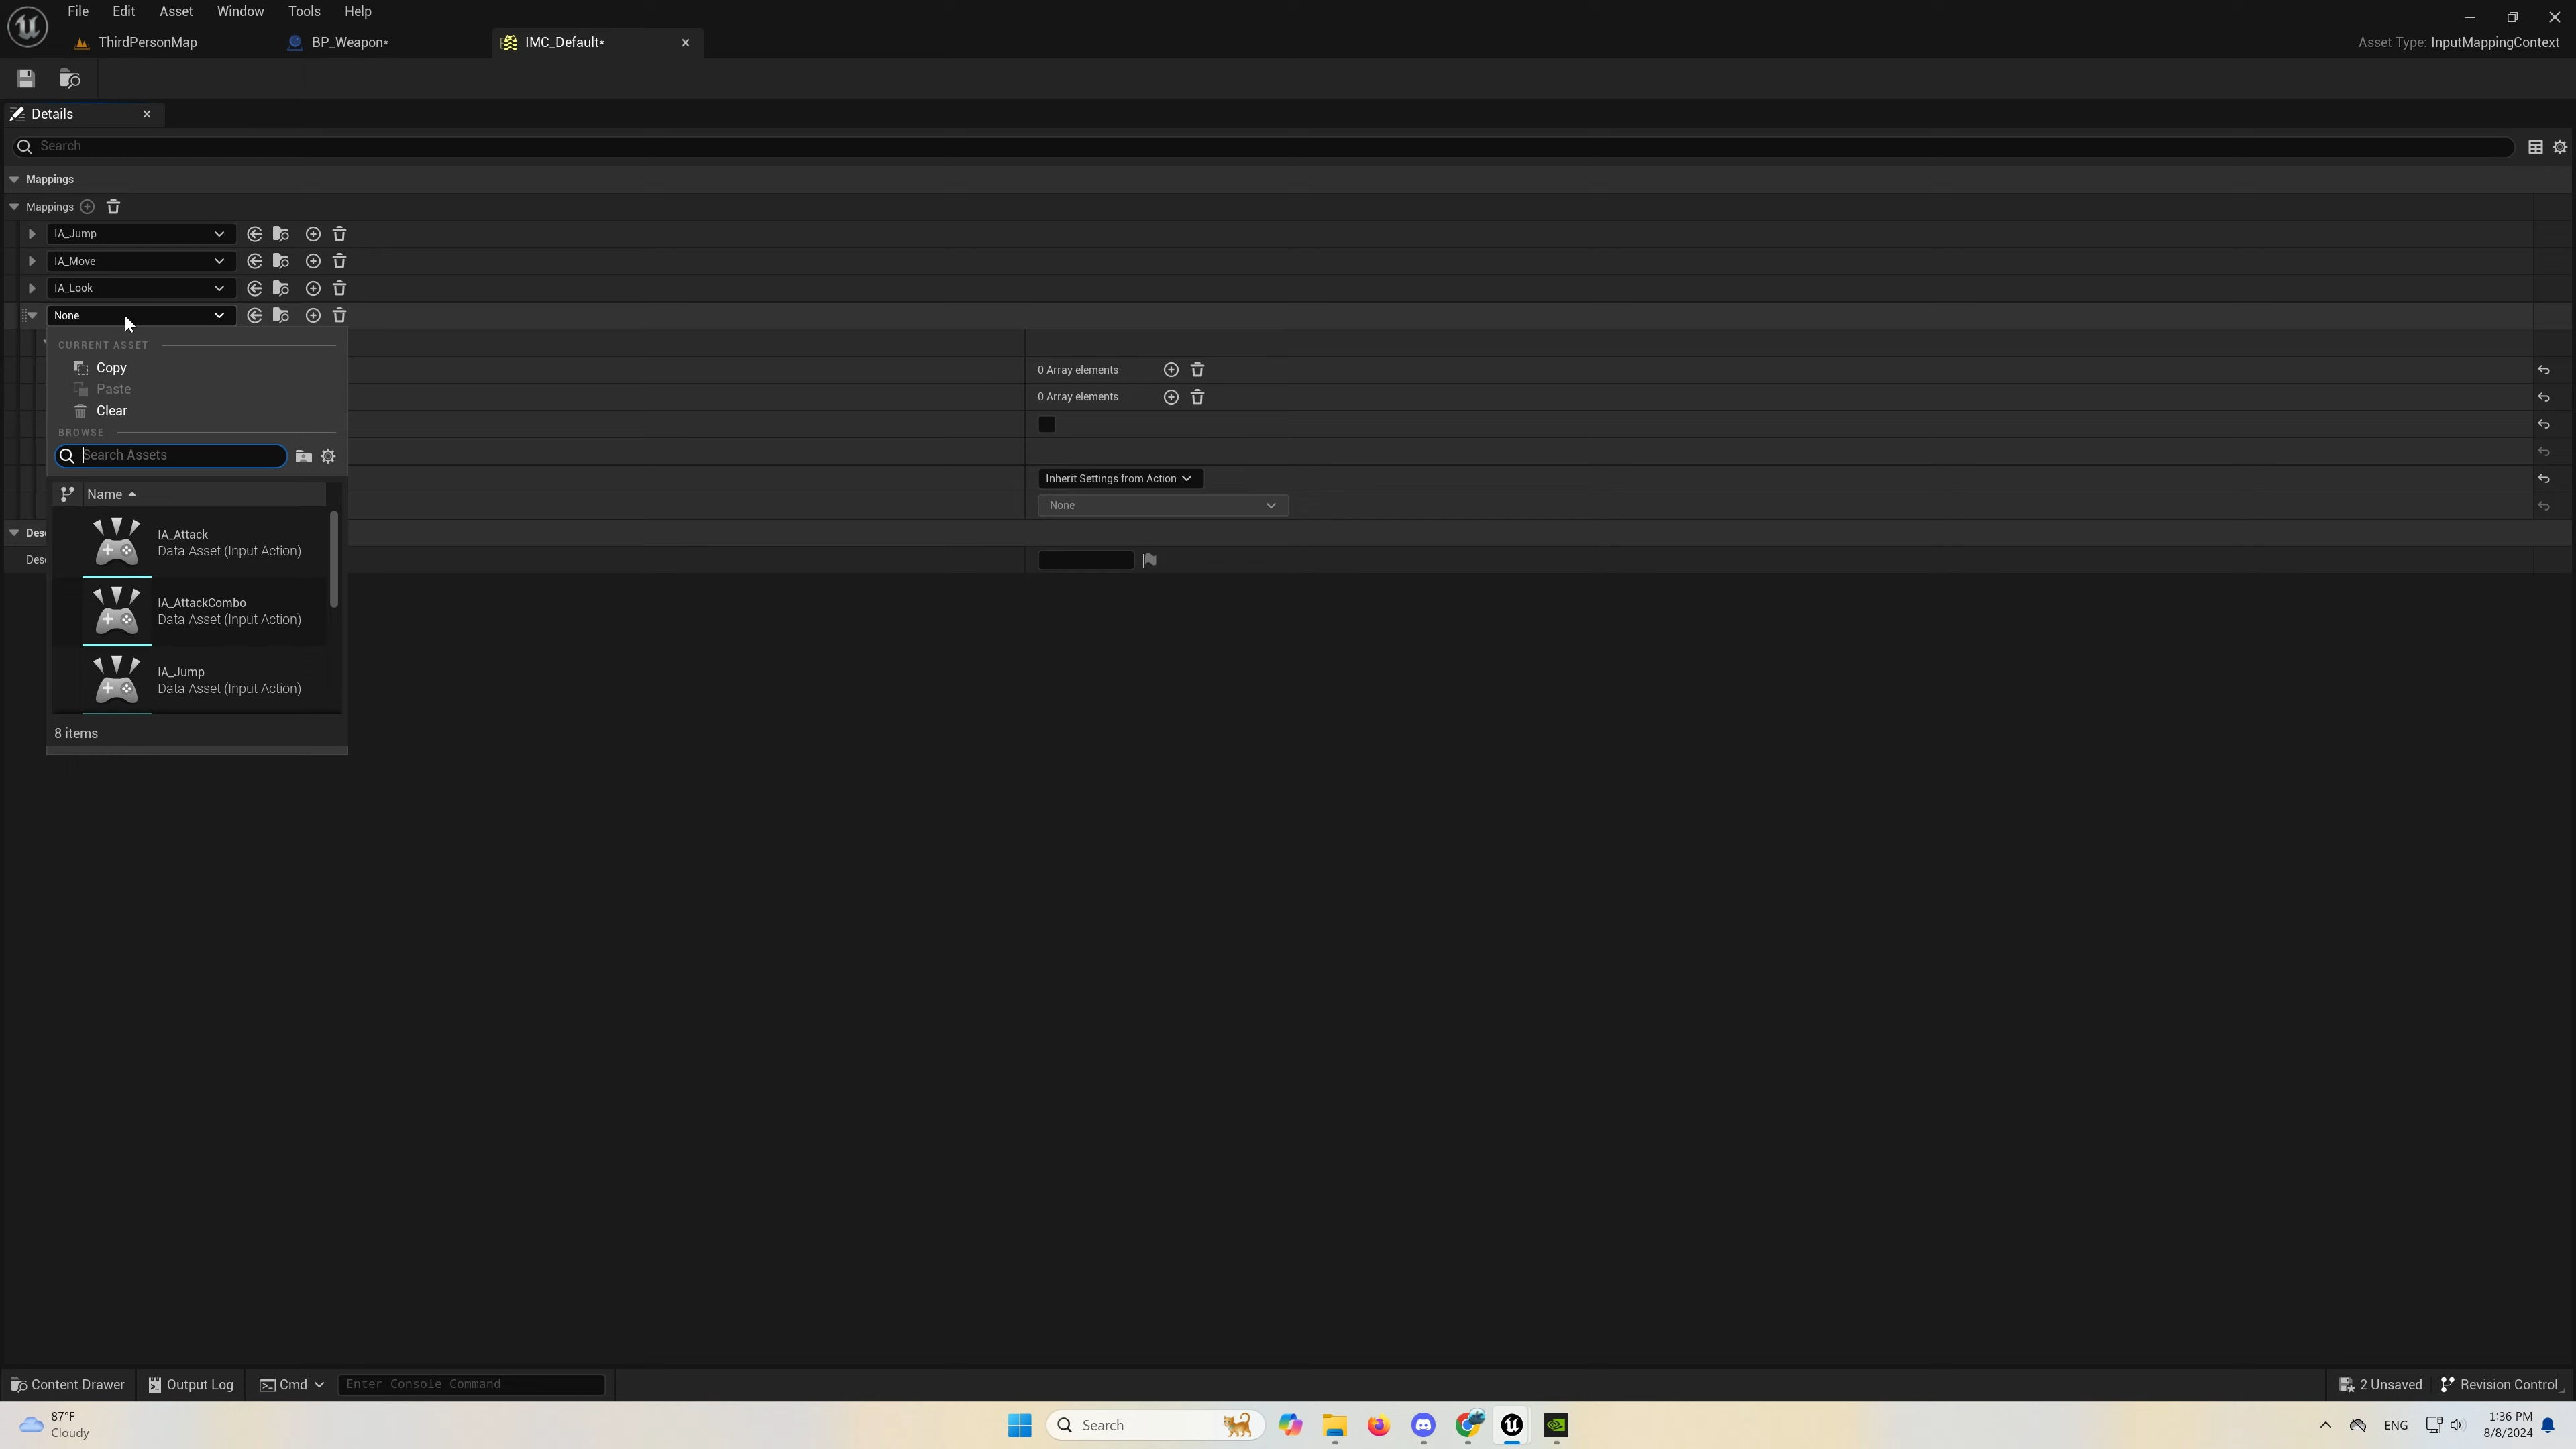 File Edit Asset Window Tools Help
ThirdPersonMap BP_Weapon* IMC_Default* Asset Type: InputMappingContext
Details
Search
Mappings
Mappings
IA_Jump
IA_Move
IA_Look
None
CURRENT ASSET
Copy
0 Array elements
Paste
0 Array elements
Clear
BROWSE
Search Assets
Inherit Settings from Action
Name
None
IA_Attack
Data Asset (Input Action)
IA_AttackCombo
Data Asset (Input Action)
IA_Jump
Data Asset (Input Action)
8 items
Content Drawer Output Log Cmd Enter Console Command 2 Unsaved Revision Control
87°F
Cloudy
Search
ENG
1:36 PM
8/8/2024